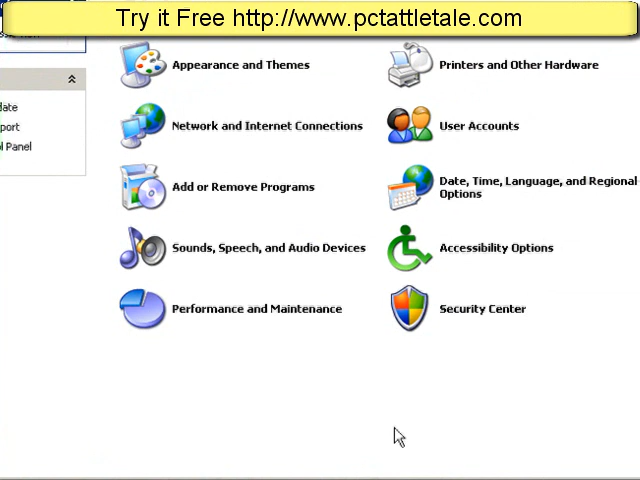 Try it Free http://www.pctattletale.com
Appearance and Themes
Printers and Other Hardware
date
Network and Internet Connections
User Accounts
port
l Panel
Add or Remove Programs
Date, Time, Language, and Regional
Options
Sounds, Speech, and Audio Devices
Accessibility Options
Performance and Maintenance
Security Center